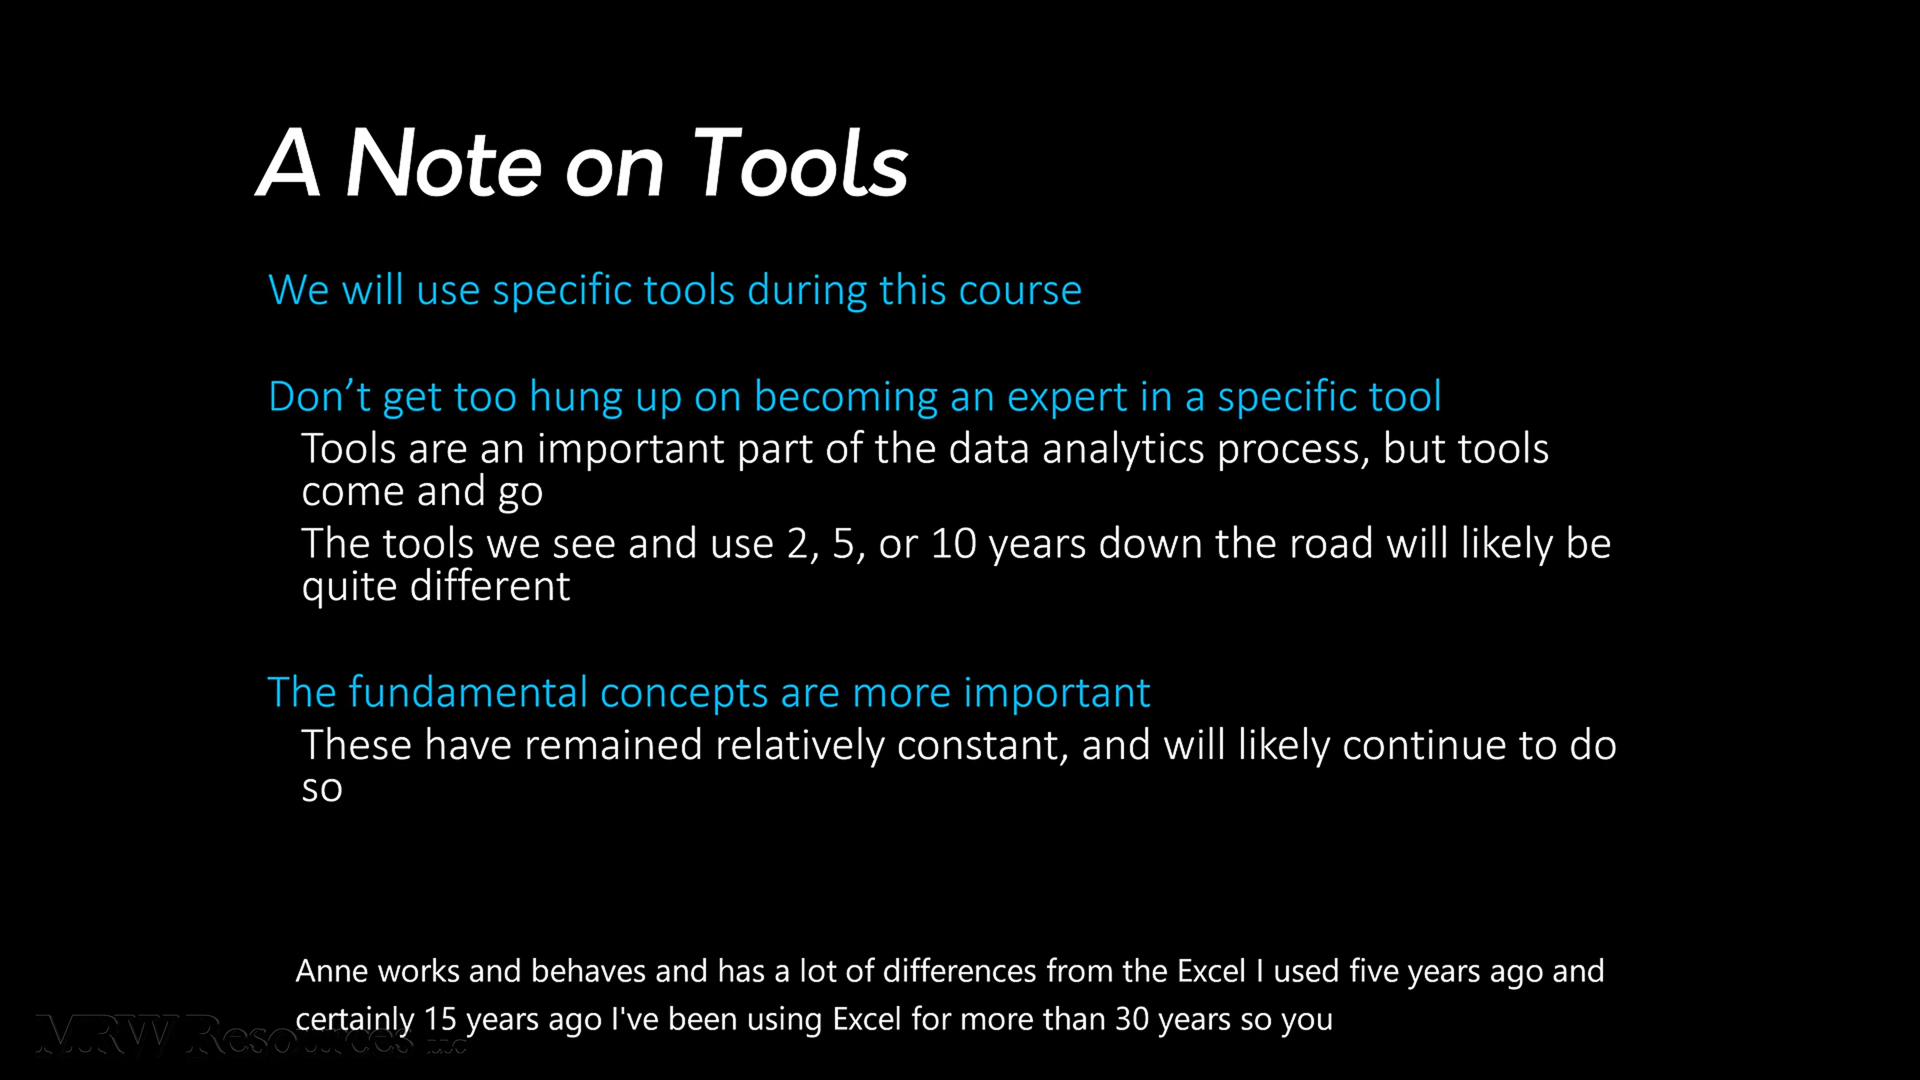 A Note on Tools
We will use specific tools during this course
Don’t get too hung up on becoming an expert in a specific tool
Tools are an important part of the data analytics process, but tools
come and go
The tools we see and use 2, 5, or 10 years down the road will likely be
quite different
The fundamental concepts are more important
These have remained relatively constant, and will likely continue to do
so
Anne works and behaves and has a lot of differences from the Excel I used five years ago and
certainly 15 years ago I've been using Excel for more than 30 years so you
MRW Resources LLC